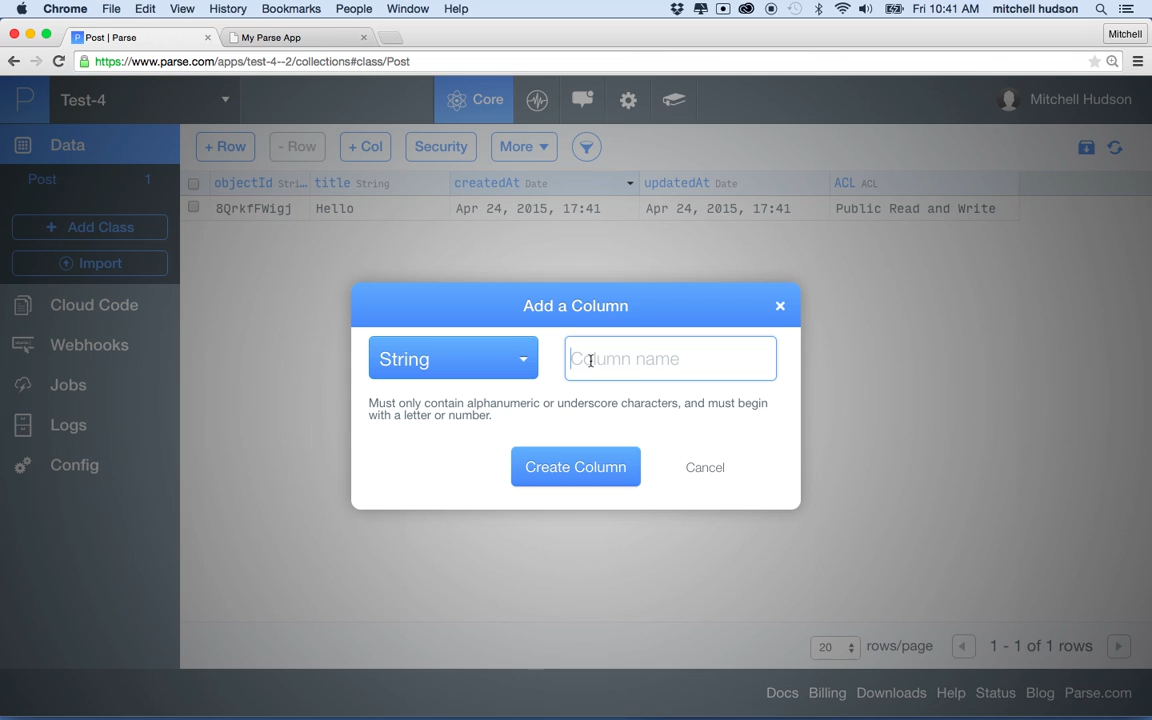 Chrome File Edit View History Bookmarks People Window Help Fri 10:41 AM mitchell hudson
Post | Parse
My Parse App
Mitchell
https://www.parse.com/apps/test-4--2/collections#class/Post
Test-4
Core
Mitchell Hudson
Data
+ Row
- Row
+ Col
Security
More
Post 1
objectId Stri... title String createdAt Date updatedAt Date ACL ACL
8QrkfFWigj Hello Apr 24, 2015, 17:41 Apr 24, 2015, 17:41 Public Read and Write
+ Add Class
Import
Cloud Code
Webhooks
Jobs
Logs
Config
Add a Column
String
Column name
Must only contain alphanumeric or underscore characters, and must begin
with a letter or number.
Create Column
Cancel
20 rows/page 1 - 1 of 1 rows
Docs Billing Downloads Help Status Blog Parse.com